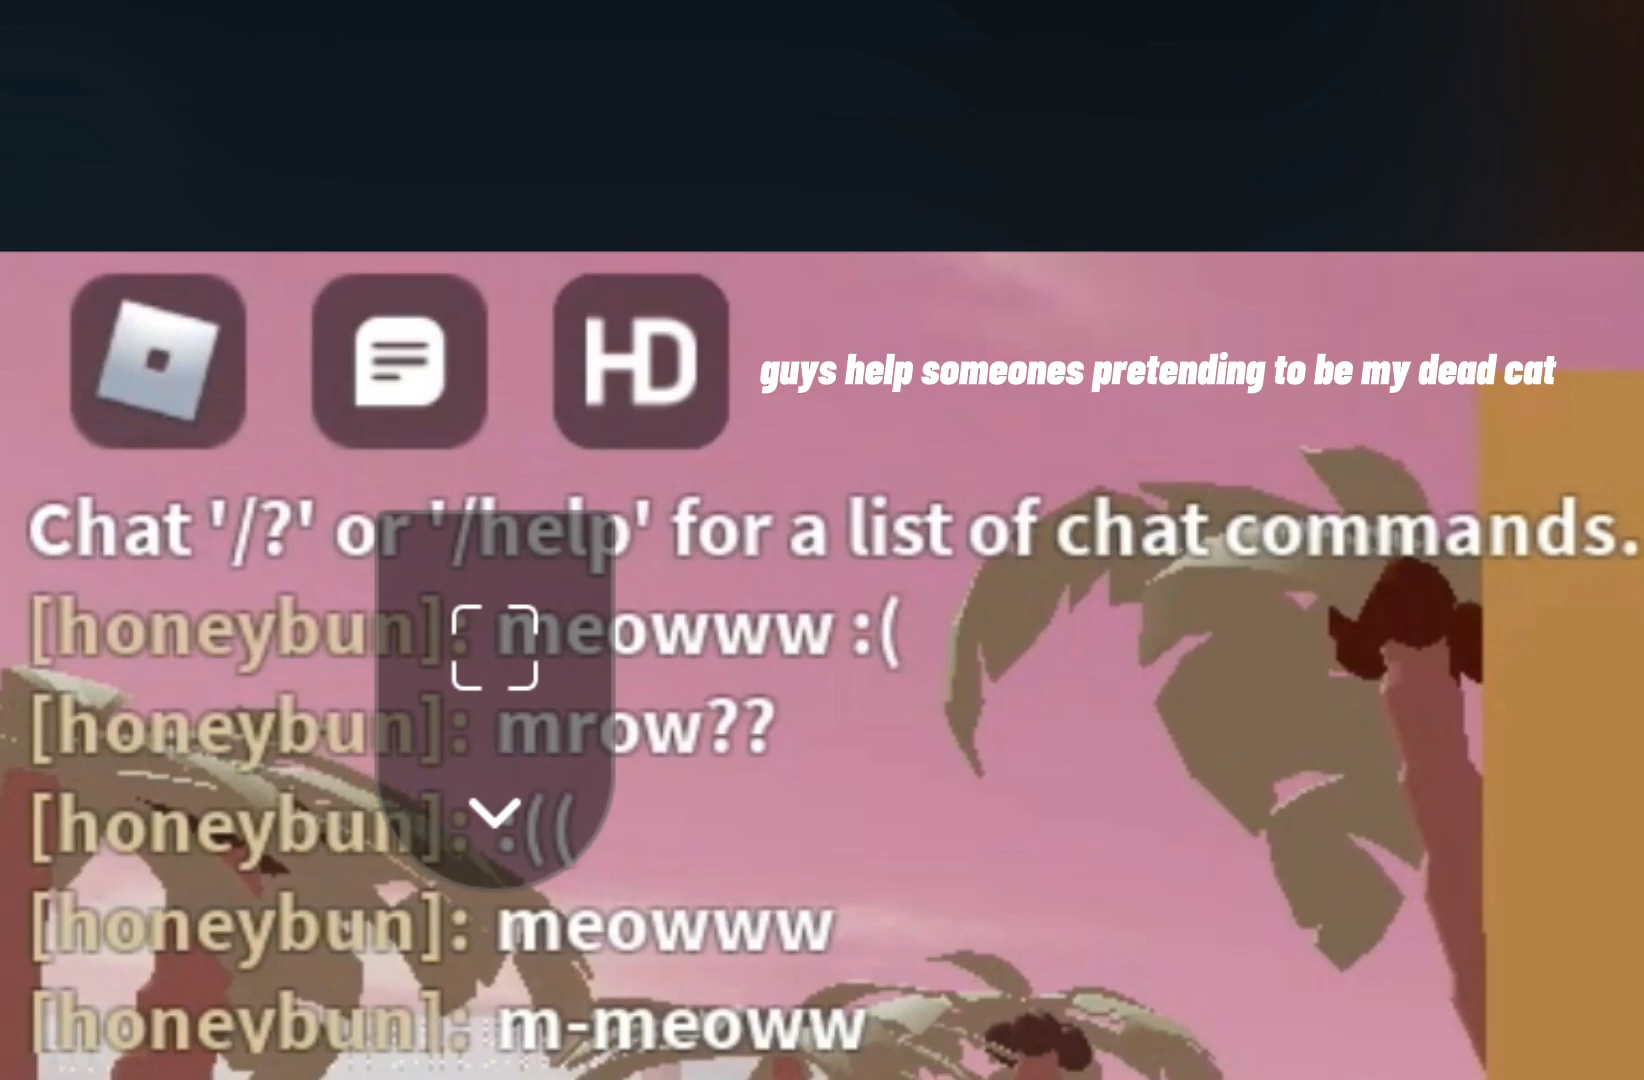 HD
guys help someones pretending to be my dead cat
Chat '/?' or '/help' for a list of chat commands.
[honeybun]: meowww :(
[honeybun]: mrow??
[honeybun]: :((
[honeybun]: meowww
[honeybun]: m-meoww